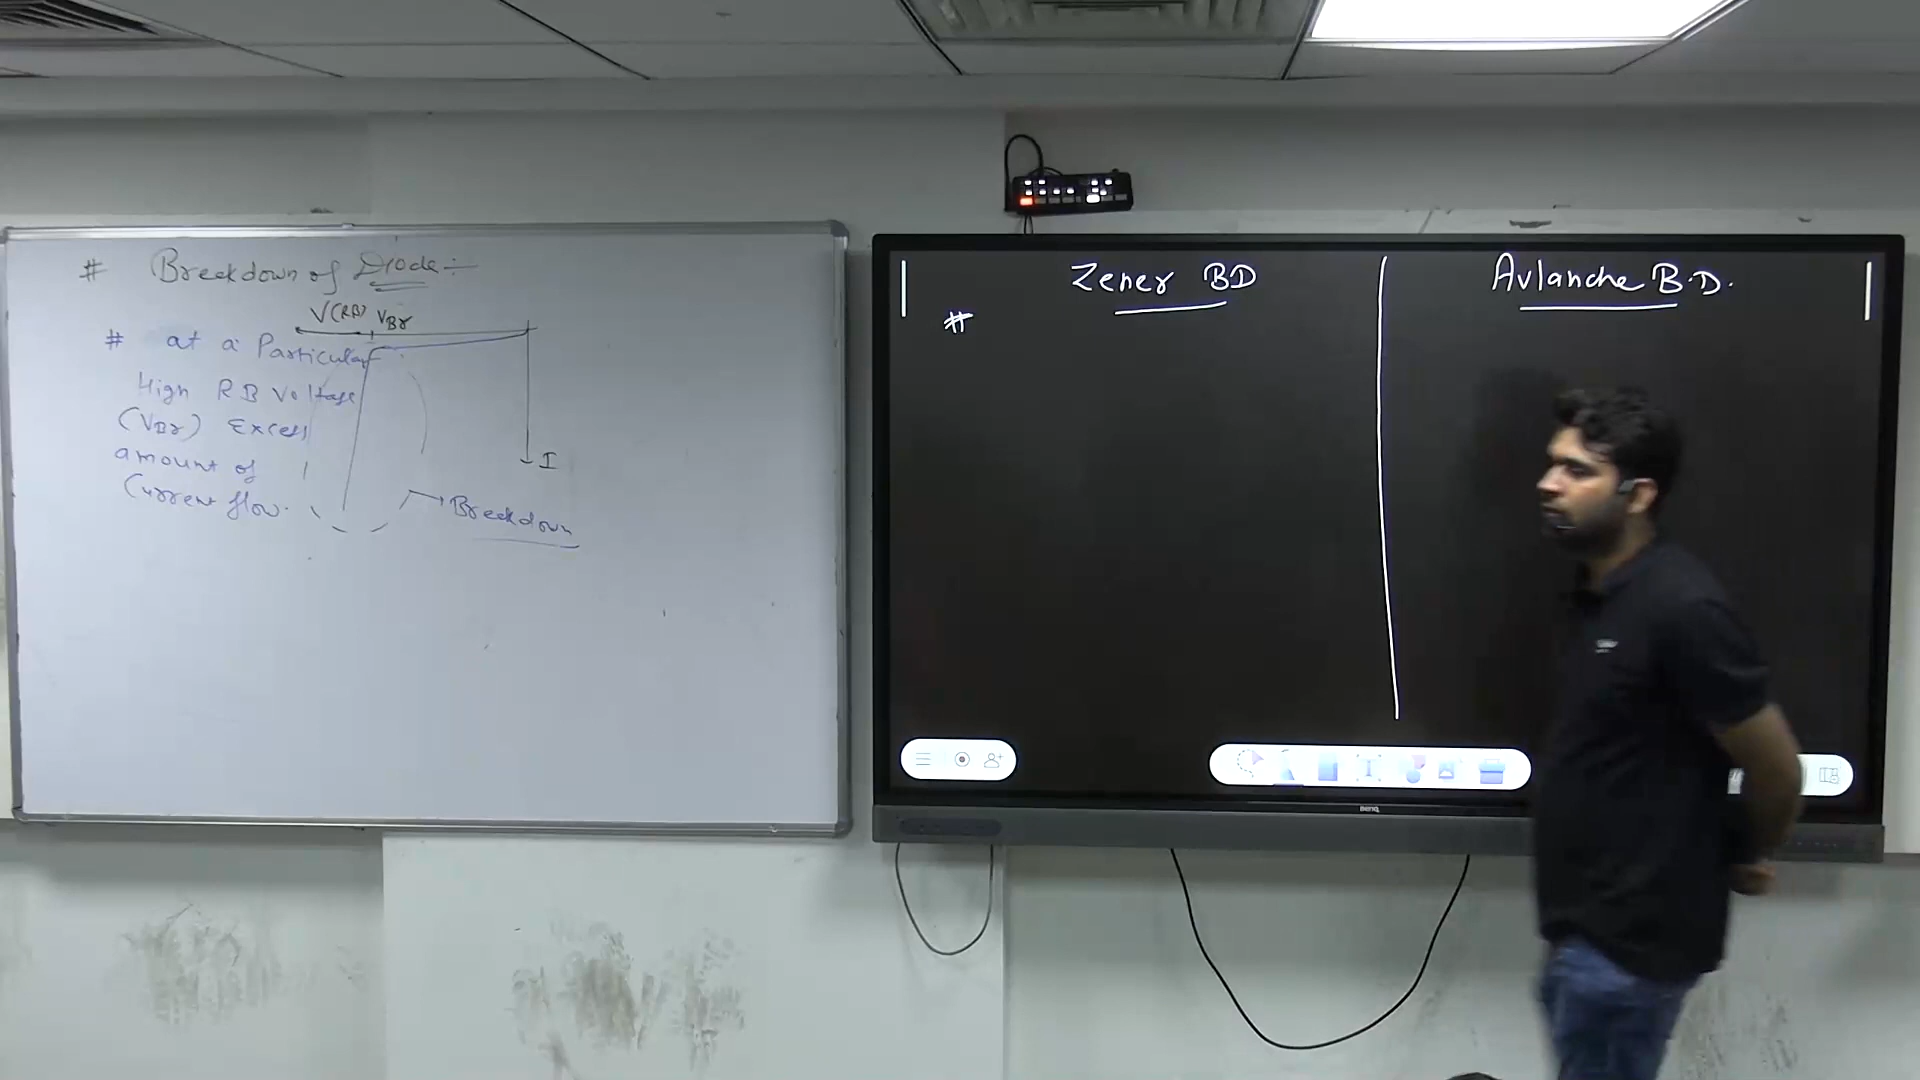 # Breakdown of Diode :-
V(RB) VBr
# at a Particular
High RB Voltage
(VBr) Excess
amount of
Current flow.
I
Breakdown
Zener BD
#
Avlanche B.D.
BenQ